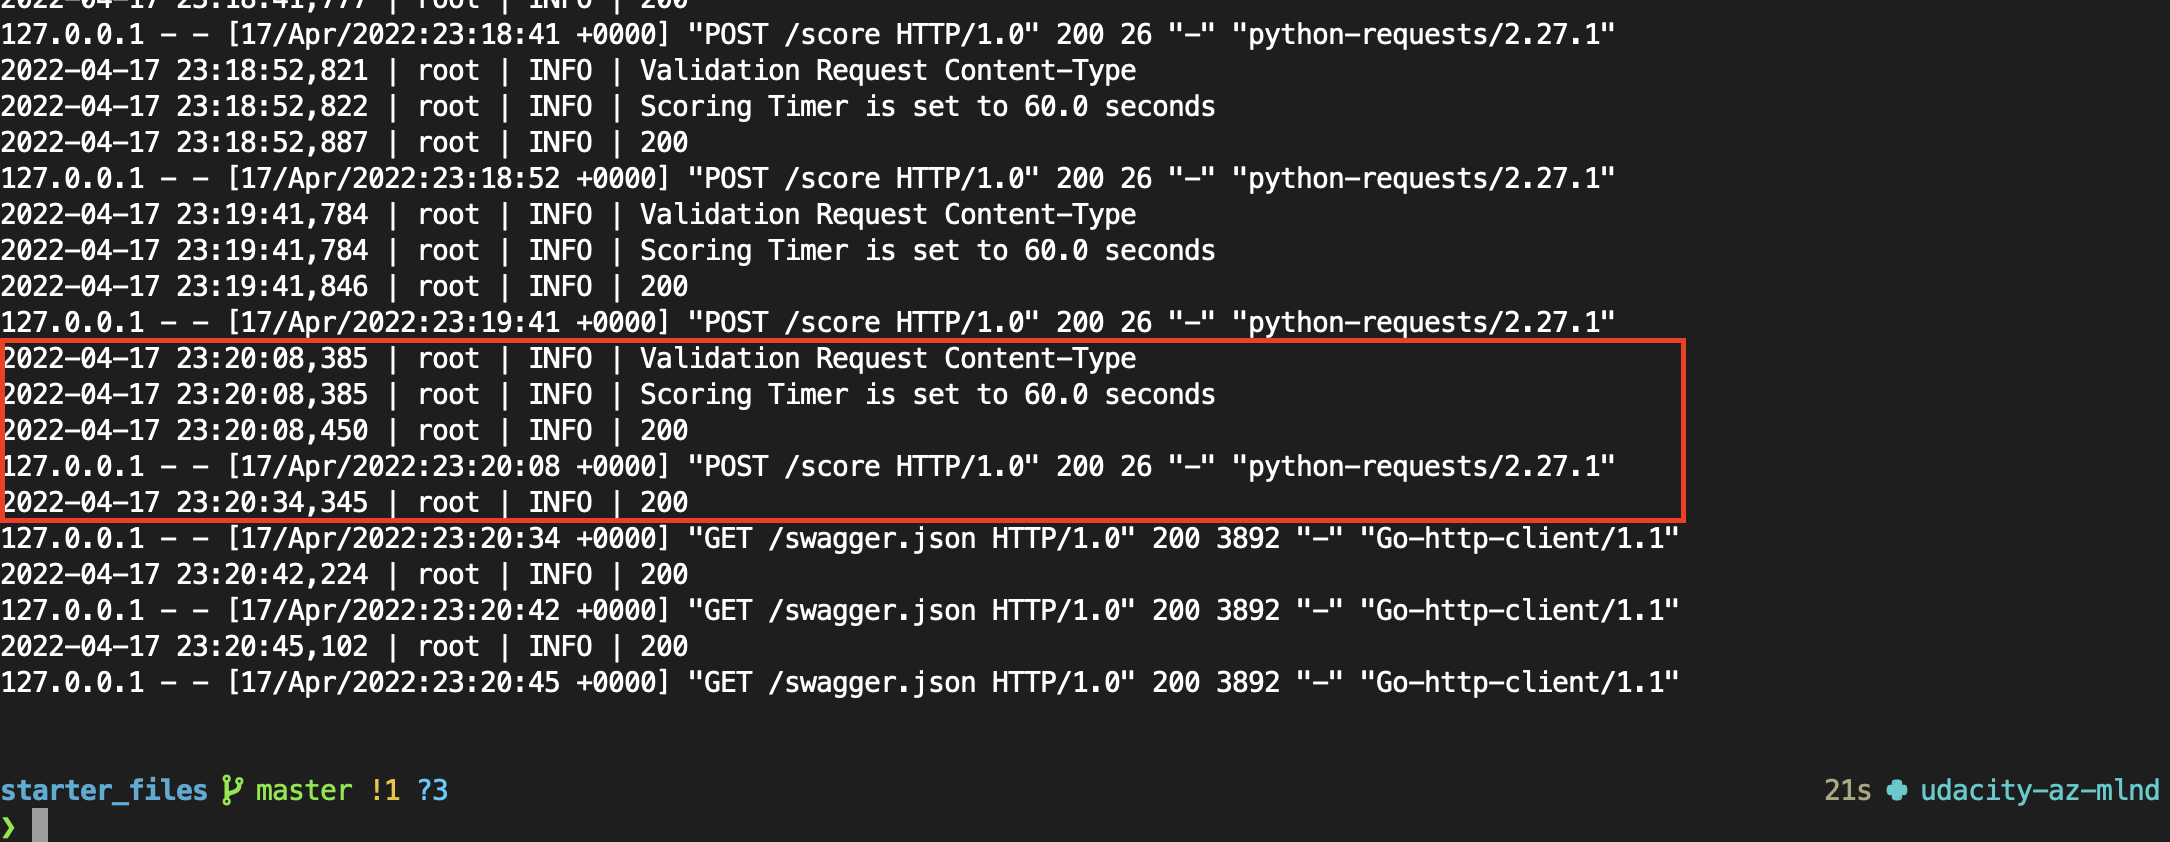 2022-04-17 23:18:41,777 | root | INFO | 200
127.0.0.1 - - [17/Apr/2022:23:18:41 +0000] "POST /score HTTP/1.0" 200 26 "-" "python-requests/2.27.1"
2022-04-17 23:18:52,821 | root | INFO | Validation Request Content-Type
2022-04-17 23:18:52,822 | root | INFO | Scoring Timer is set to 60.0 seconds
2022-04-17 23:18:52,887 | root | INFO | 200
127.0.0.1 - - [17/Apr/2022:23:18:52 +0000] "POST /score HTTP/1.0" 200 26 "-" "python-requests/2.27.1"
2022-04-17 23:19:41,784 | root | INFO | Validation Request Content-Type
2022-04-17 23:19:41,784 | root | INFO | Scoring Timer is set to 60.0 seconds
2022-04-17 23:19:41,846 | root | INFO | 200
127.0.0.1 - - [17/Apr/2022:23:19:41 +0000] "POST /score HTTP/1.0" 200 26 "-" "python-requests/2.27.1"
2022-04-17 23:20:08,385 | root | INFO | Validation Request Content-Type
2022-04-17 23:20:08,385 | root | INFO | Scoring Timer is set to 60.0 seconds
2022-04-17 23:20:08,450 | root | INFO | 200
127.0.0.1 - - [17/Apr/2022:23:20:08 +0000] "POST /score HTTP/1.0" 200 26 "-" "python-requests/2.27.1"
2022-04-17 23:20:34,345 | root | INFO | 200
127.0.0.1 - - [17/Apr/2022:23:20:34 +0000] "GET /swagger.json HTTP/1.0" 200 3892 "-" "Go-http-client/1.1"
2022-04-17 23:20:42,224 | root | INFO | 200
127.0.0.1 - - [17/Apr/2022:23:20:42 +0000] "GET /swagger.json HTTP/1.0" 200 3892 "-" "Go-http-client/1.1"
2022-04-17 23:20:45,102 | root | INFO | 200
127.0.0.1 - - [17/Apr/2022:23:20:45 +0000] "GET /swagger.json HTTP/1.0" 200 3892 "-" "Go-http-client/1.1"
starter_files master !1 ?3 21s udacity-az-mlnd
❯